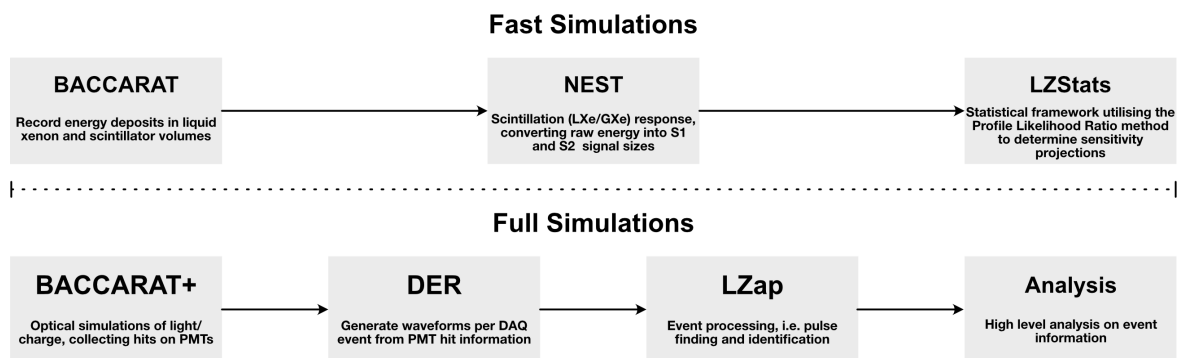 Fast Simulations
BACCARAT
Record energy deposits in liquid
xenon and scintillator volumes
NEST
Scintillation (LXe/GXe) response,
converting raw energy into S1
and S2 signal sizes
LZStats
Statistical framework utilising the
Profile Likelihood Ratio method
to determine sensitivity
projections
Full Simulations
BACCARAT+
Optical simulations of light/
charge, collecting hits on PMTs
DER
Generate waveforms per DAQ
event from PMT hit information
LZap
Event processing, i.e. pulse
finding and identification
Analysis
High level analysis on event
information